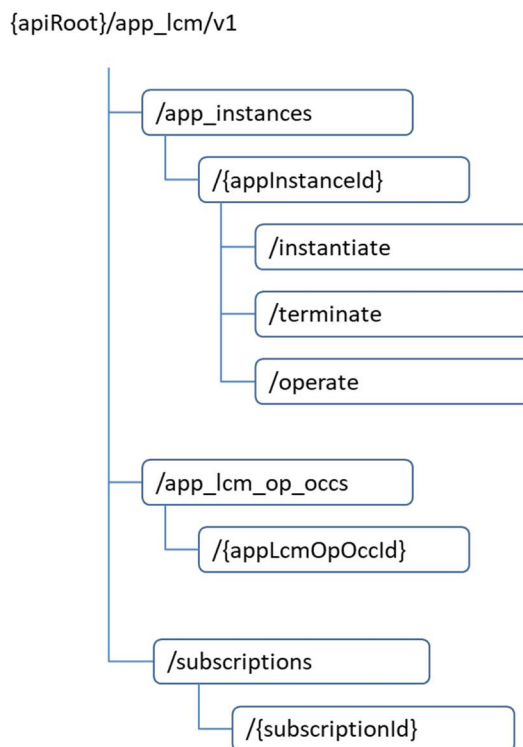 {apiRoot}/app_lcm/v1
/app_instances
/{appInstanceId}
/instantiate
/terminate
/operate
/app_lcm_op_occs
/{appLcmOpOccId}
/subscriptions
/{subscriptionId}